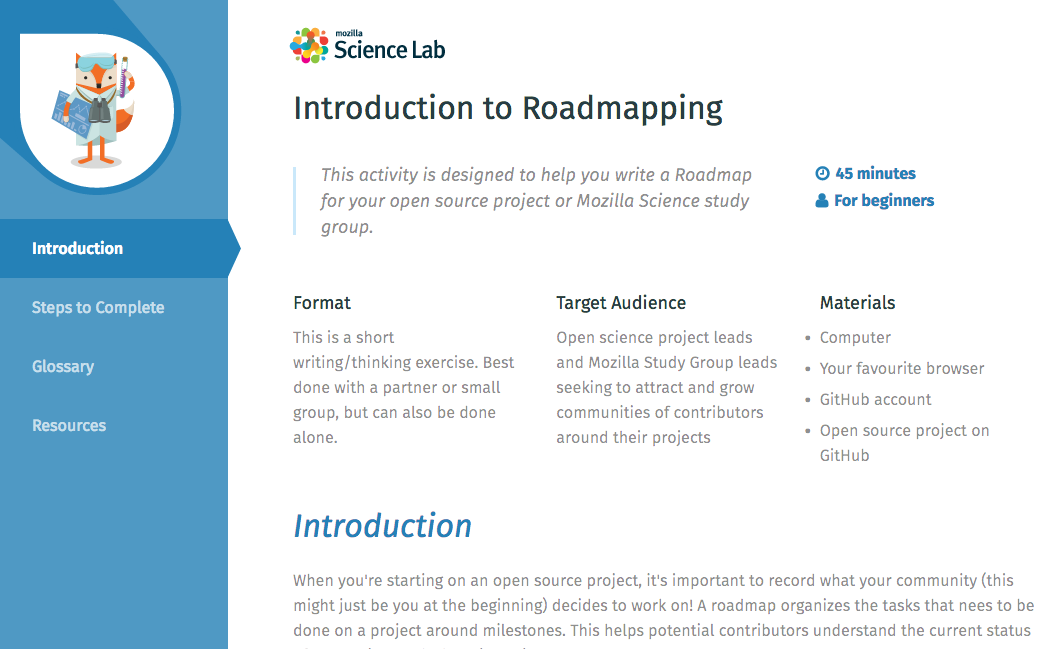 mozilla
Science Lab
Introduction to Roadmapping
This activity is designed to help you write a Roadmap
for your open source project or Mozilla Science study
group.
45 minutes
For beginners
Introduction
Steps to Complete
Glossary
Resources
Format
This is a short
writing/thinking exercise. Best
done with a partner or small
group, but can also be done
alone.
Target Audience
Open science project leads
and Mozilla Study Group leads
seeking to attract and grow
communities of contributors
around their projects
Materials
• Computer
• Your favourite browser
• GitHub account
• Open source project on
GitHub
Introduction
When you're starting on an open source project, it's important to record what your community (this
might just be you at the beginning) decides to work on! A roadmap organizes the tasks that nees to be
done on a project around milestones. This helps potential contributors understand the current status